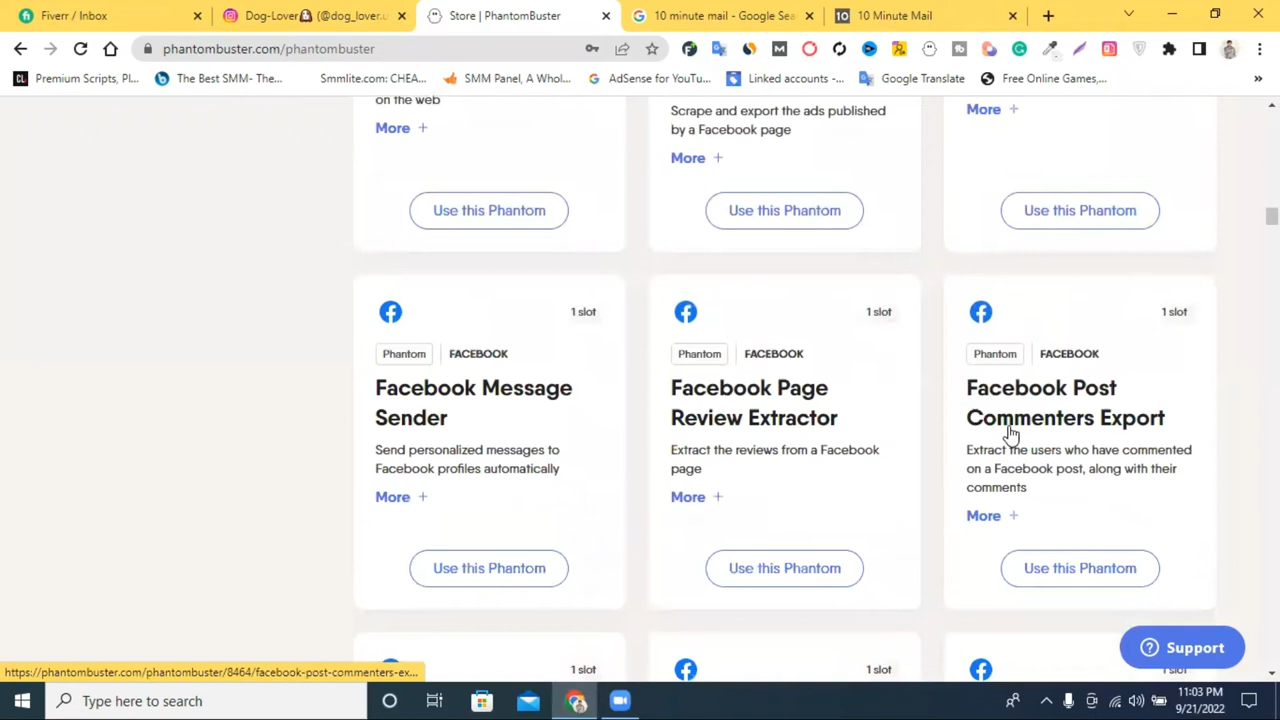 Fiverr / Inbox
Dog-Lover (@dog_lover.u
Store | PhantomBuster
10 minute mail - Google Sea
10 10 Minute Mail
phantombuster.com/phantombuster
Premium Scripts, Pl...
The Best SMM- The...
Smmlite.com: CHEA...
SMM Panel, A Whol...
AdSense for YouTu...
Linked accounts -...
Google Translate
Free Online Games,...
on the web
More +
Scrape and export the ads published
by a Facebook page
More +
More +
Use this Phantom
Use this Phantom
Use this Phantom
1 slot
Phantom FACEBOOK
Facebook Message
Sender
Send personalized messages to
Facebook profiles automatically
More +
Use this Phantom
1 slot
Phantom FACEBOOK
Facebook Page
Review Extractor
Extract the reviews from a Facebook
page
More +
Use this Phantom
1 slot
Phantom FACEBOOK
Facebook Post
Commenters Export
Extract the users who have commented
on a Facebook post, along with their
comments
More +
Use this Phantom
1 slot
1 slot
1 slot
Support
https://phantombuster.com/phantombuster/8464/facebook-post-commenters-ex...
Type here to search
11:03 PM
9/21/2022